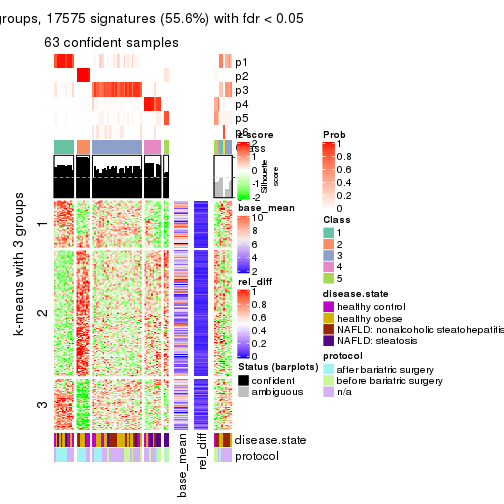 groups, 17575 signatures (55.6%) with fdr < 0.05
63 confident samples
p1
p2
p3
p4
p5
p6
z-score
2
1
0
-1
-2
Silhouette
score
Prob
1
0.8
0.6
0.4
0.2
0
Class
1
2
3
4
5
base_mean
10
8
6
4
2
rel_diff
1
0.8
0.6
0.4
0.2
0
Status (barplots)
confident
ambiguous
disease.state
healthy control
healthy obese
NAFLD: nonalcoholic steatohepatitis
NAFLD: steatosis
protocol
after bariatric surgery
before bariatric surgery
n/a
k-means with 3 groups
1
2
3
disease.state
protocol
base_mean
rel_diff